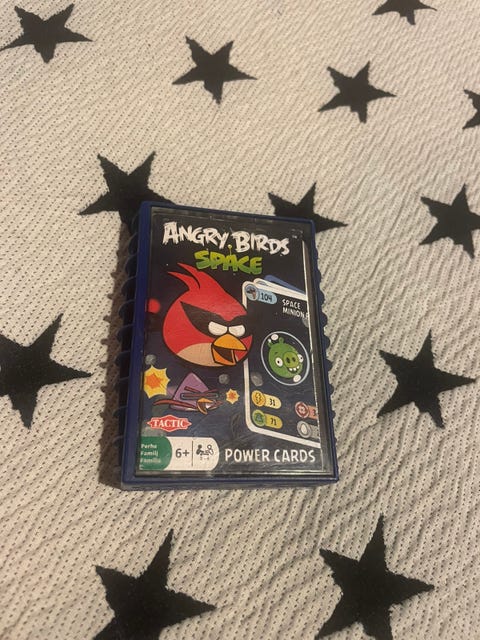 ANGRY BIRDS
SPACE
104
SPACE
MINION
31
71
TACTIC
Perhe
Familj
Familie
6+
POWER CARDS